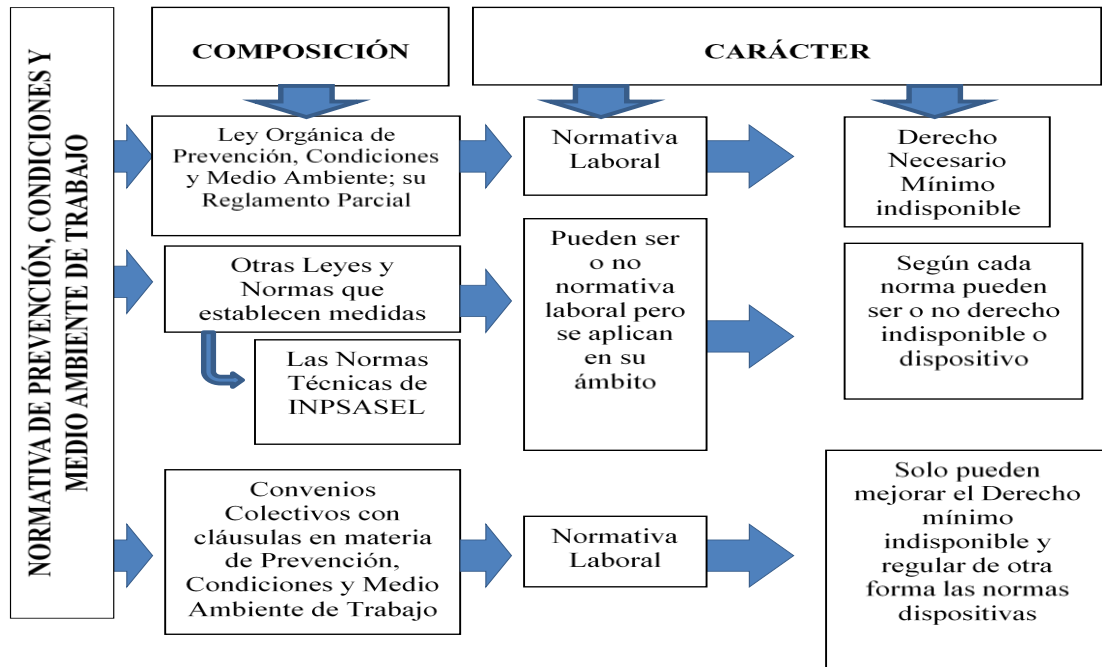 NORMATIVA DE PREVENCIÓN, CONDICIONES Y
MEDIO AMBIENTE DE TRABAJO
COMPOSICIÓN
CARÁCTER
Ley Orgánica de
Prevención, Condiciones
y Medio Ambiente; su
Reglamento Parcial
Normativa
Laboral
Derecho
Necesario
Mínimo
indisponible
Otras Leyes y
Normas que
establecen medidas
Las Normas
Técnicas de
INPSASEL
Pueden ser
o no
normativa
laboral pero
se aplican
en su
ámbito
Según cada
norma pueden
ser o no derecho
indisponible o
dispositivo
Convenios
Colectivos con
cláusulas en materia
de Prevención,
Condiciones y Medio
Ambiente de Trabajo
Normativa
Laboral
Solo pueden
mejorar el Derecho
mínimo
indisponible y
regular de otra
forma las normas
dispositivas